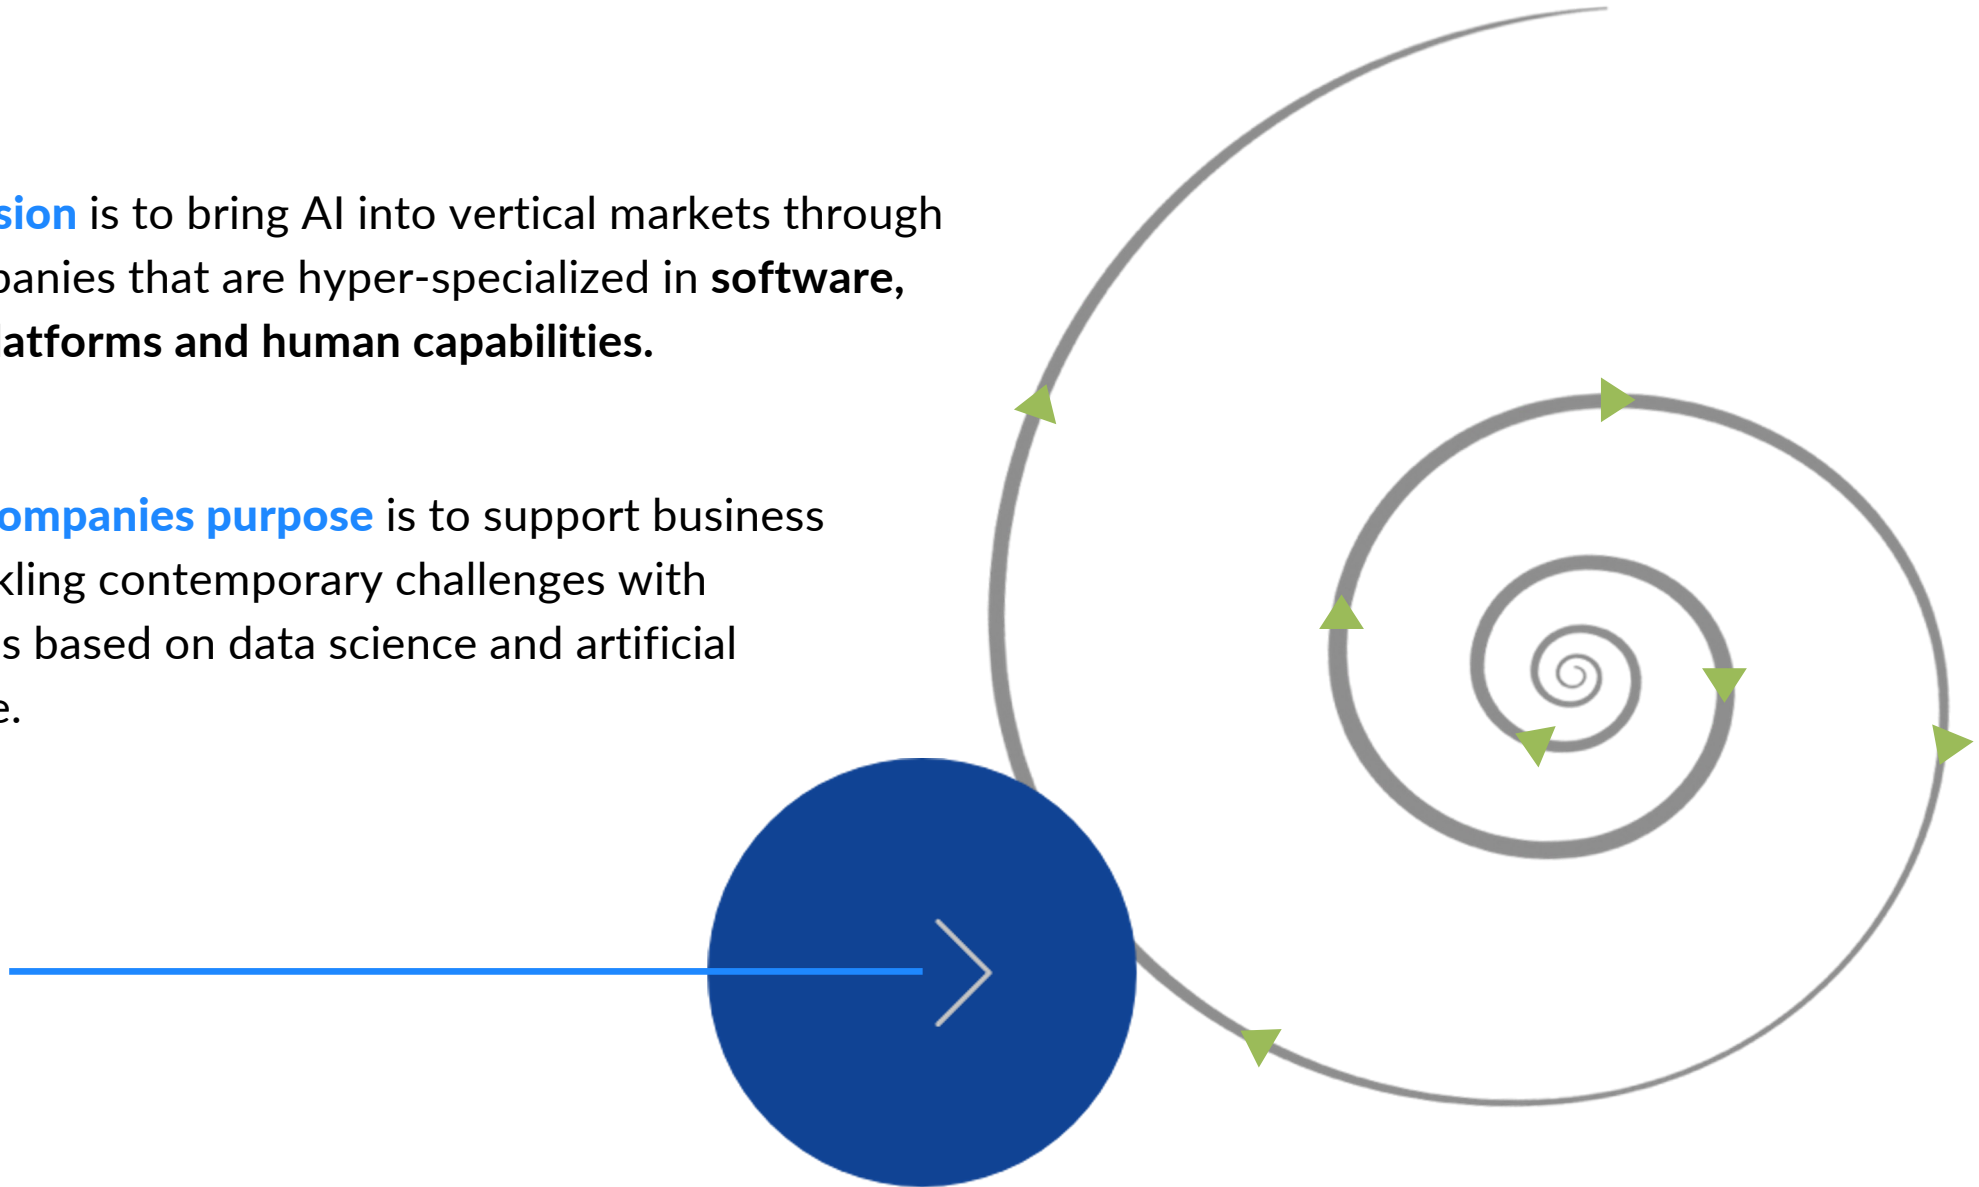 sion is to bring AI into vertical markets through
panies that are hyper-specialized in software,
latforms and human capabilities.
ompanies purpose is to support business
kling contemporary challenges with
s based on data science and artificial
e.